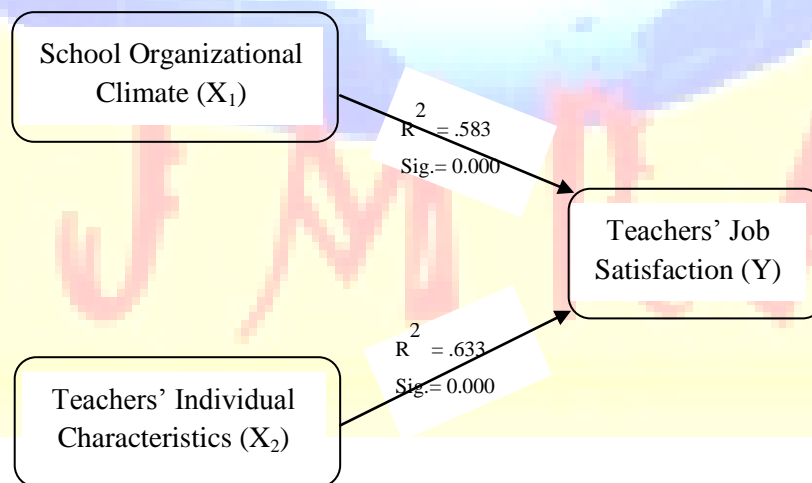 School Organizational
Climate (X₁)
R² = .583
Sig.= 0.000
Teachers’ Job
Satisfaction (Y)
R² = .633
Sig.= 0.000
Teachers’ Individual
Characteristics (X₂)